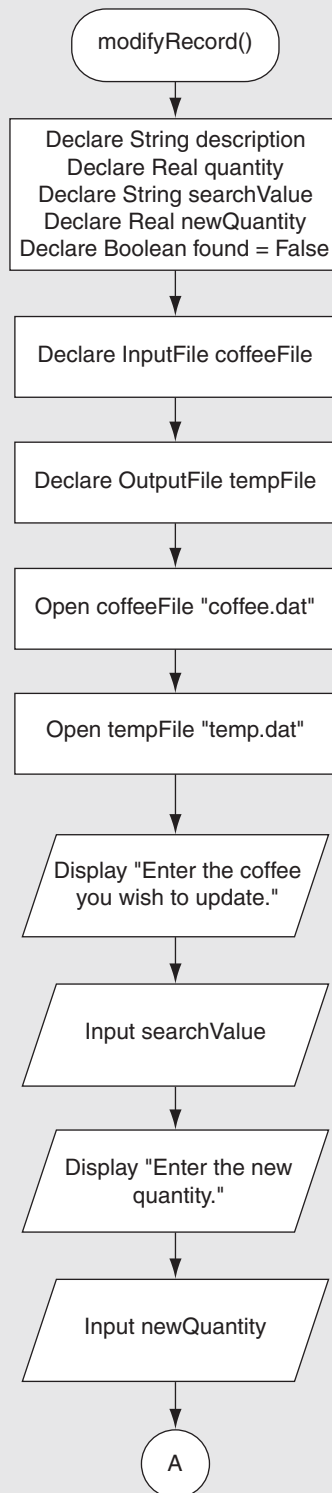 modifyRecord()
Declare String description
Declare Real quantity
Declare String searchValue
Declare Real newQuantity
Declare Boolean found = False
Declare InputFile coffeeFile
Declare OutputFile tempFile
Open coffeeFile "coffee.dat"
Open tempFile "temp.dat"
Display "Enter the coffee
you wish to update."
Input searchValue
Display "Enter the new
quantity."
Input newQuantity
A